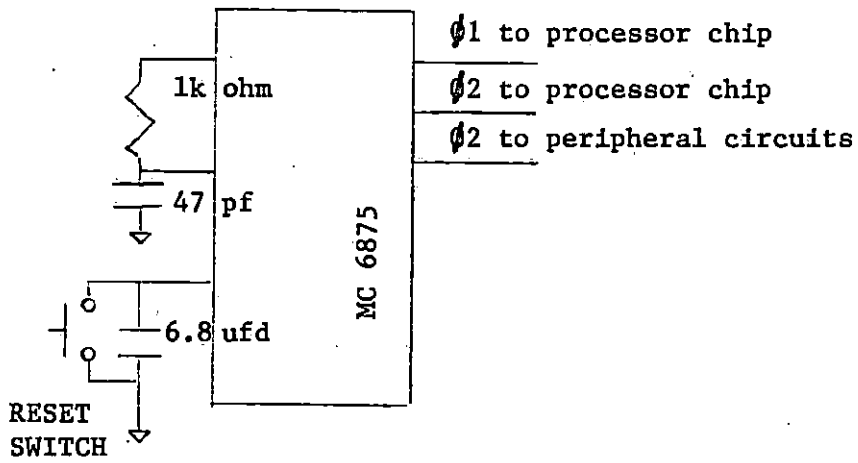 ϕ1 to processor chip
1k ohm
ϕ2 to processor chip
ϕ2 to peripheral circuits
47 pf
MC 6875
6.8 ufd
RESET
SWITCH